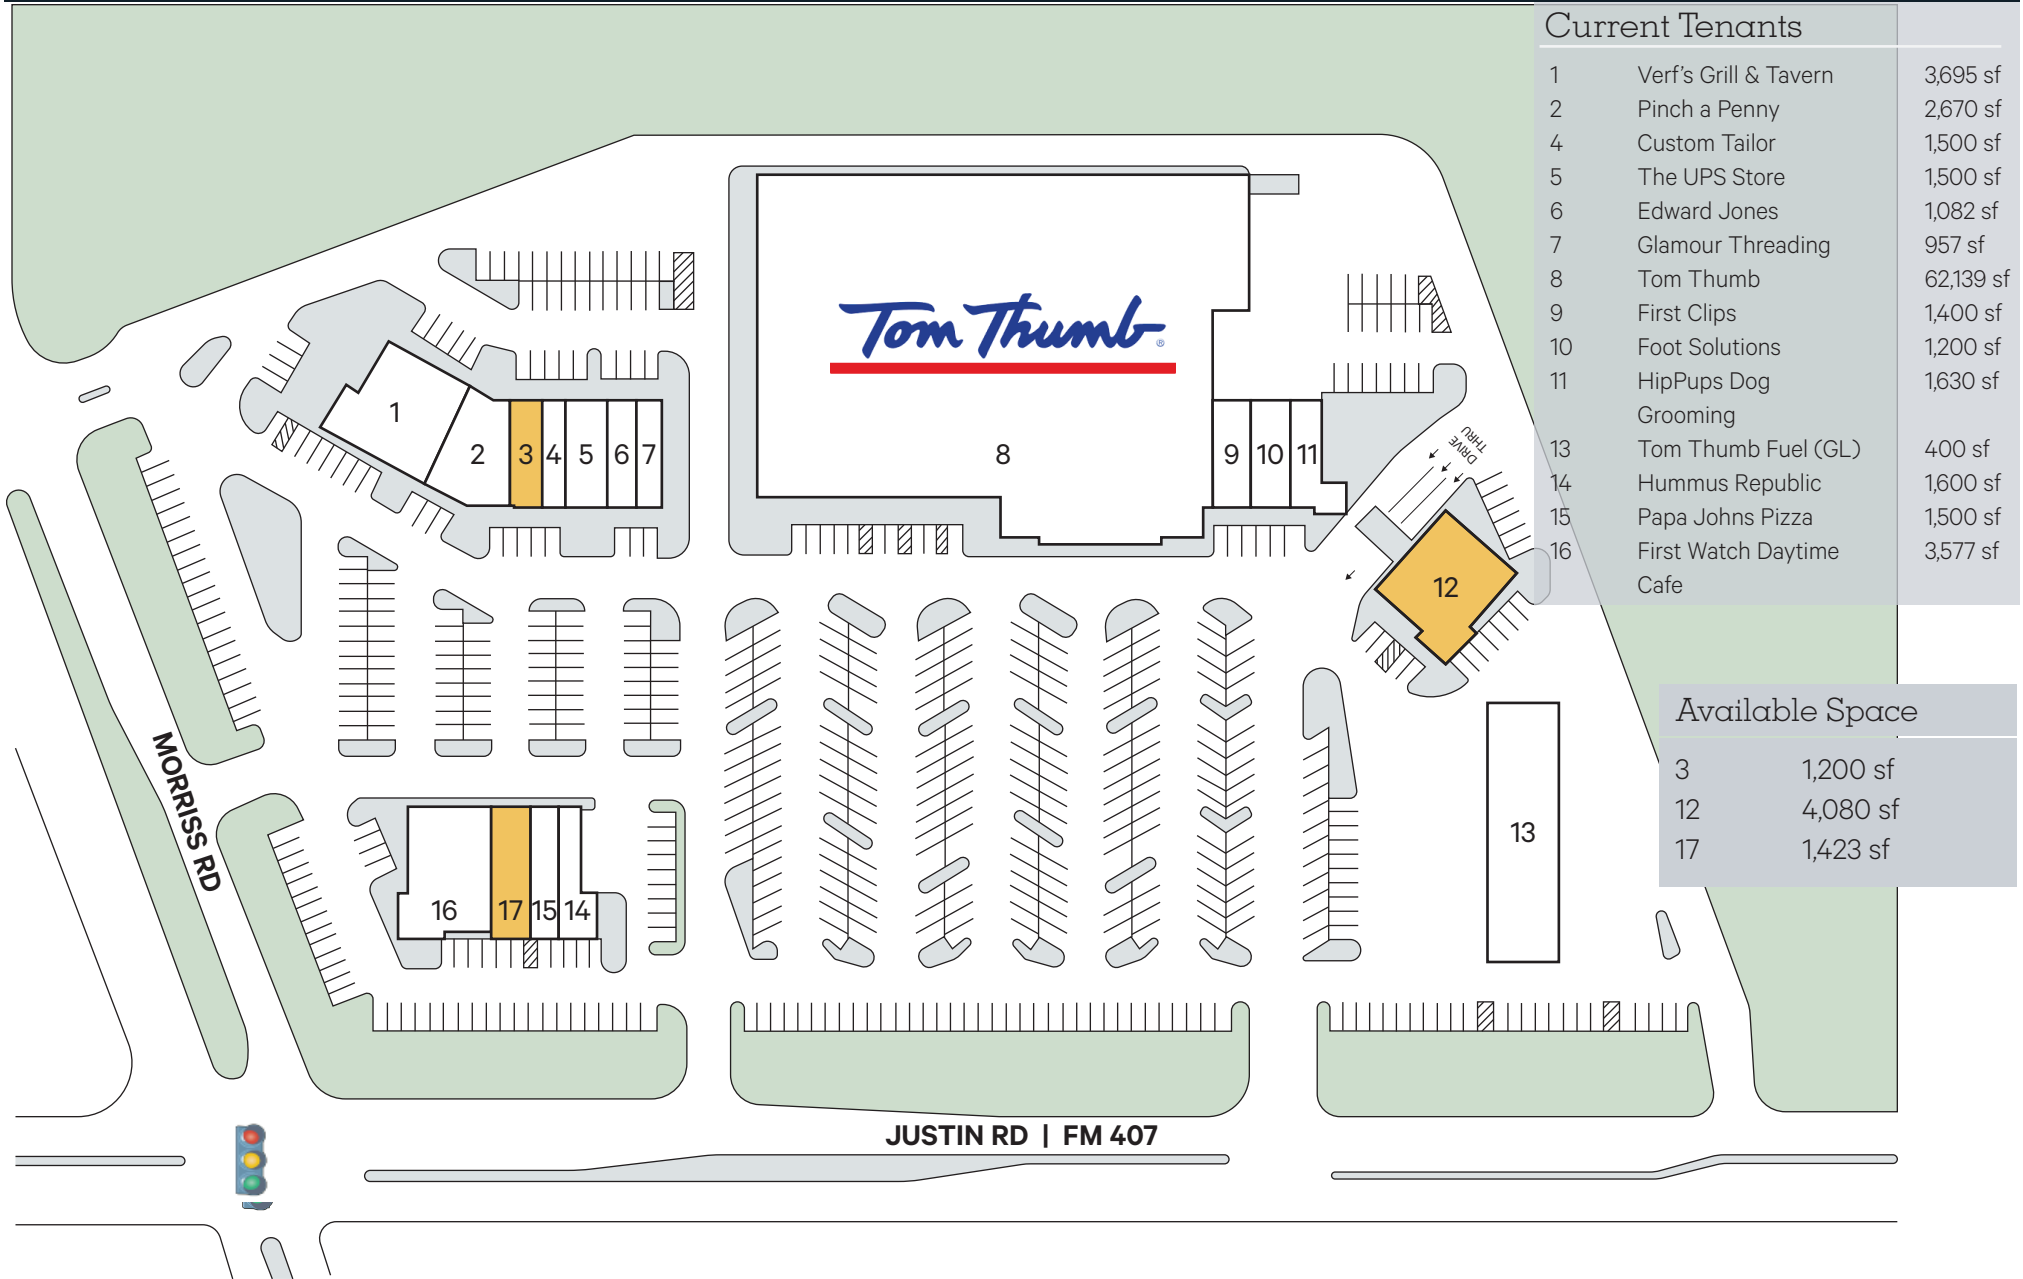 Current Tenants
1 Verf's Grill & Tavern 3,695 sf
2 Pinch a Penny 2,670 sf
4 Custom Tailor 1,500 sf
5 The UPS Store 1,500 sf
6 Edward Jones 1,082 sf
7 Glamour Threading 957 sf
8 Tom Thumb 62,139 sf
9 First Clips 1,400 sf
10 Foot Solutions 1,200 sf
11 HipPups Dog 1,630 sf
Grooming
13 Tom Thumb Fuel (GL) 400 sf
14 Hummus Republic 1,600 sf
15 Papa Johns Pizza 1,500 sf
16 First Watch Daytime 3,577 sf
Cafe
Tom Thumb ®
1
2
3
4
5
6
7
8
9
10
11
DRIVE
THRU
12
Available Space
3 1,200 sf
12 4,080 sf
17 1,423 sf
13
MORRISS RD
16
17
15
14
JUSTIN RD | FM 407